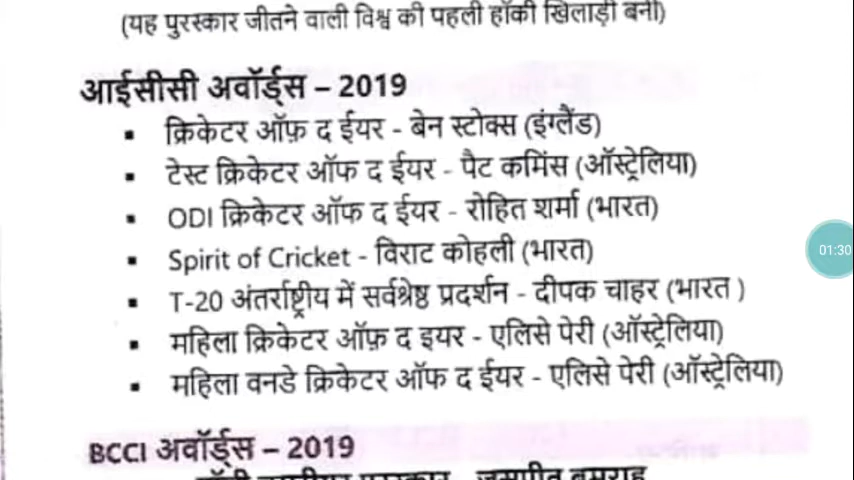 (यह पुरस्कार जीतने वाली विश्व की पहली हॉकी खिलाड़ी बनी)
आईसीसी अवॉर्ड्स – 2019
▪ क्रिकेटर ऑफ़ द ईयर - बेन स्टोक्स (इंग्लैंड)
▪ टेस्ट क्रिकेटर ऑफ द ईयर - पैट कमिंस (ऑस्ट्रेलिया)
▪ ODI क्रिकेटर ऑफ द ईयर - रोहित शर्मा (भारत)
▪ Spirit of Cricket - विराट कोहली (भारत)
▪ T-20 अंतर्राष्ट्रीय में सर्वश्रेष्ठ प्रदर्शन - दीपक चाहर (भारत )
▪ महिला क्रिकेटर ऑफ़ द इयर - एलिसे पेरी (ऑस्ट्रेलिया)
▪ महिला वनडे क्रिकेटर ऑफ द ईयर - एलिसे पेरी (ऑस्ट्रेलिया)
BCCI अवॉर्ड्स – 2019
जसप्रीत बुमराह
01:30